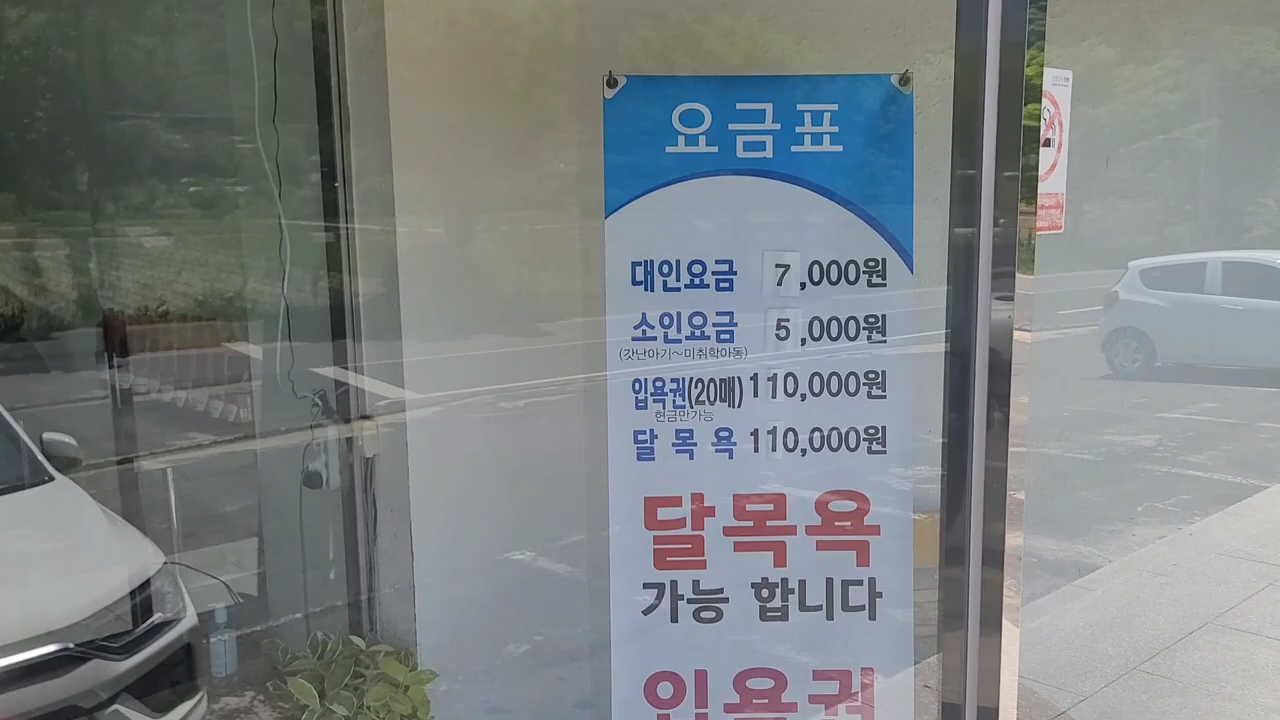 요금표
대인요금 7,000원
소인요금 5,000원
(갓난아기~미취학아동)
입욕권(20매) 110,000원
현금만가능
달 목 욕 110,000원
달목욕
가능 합니다
입욕권